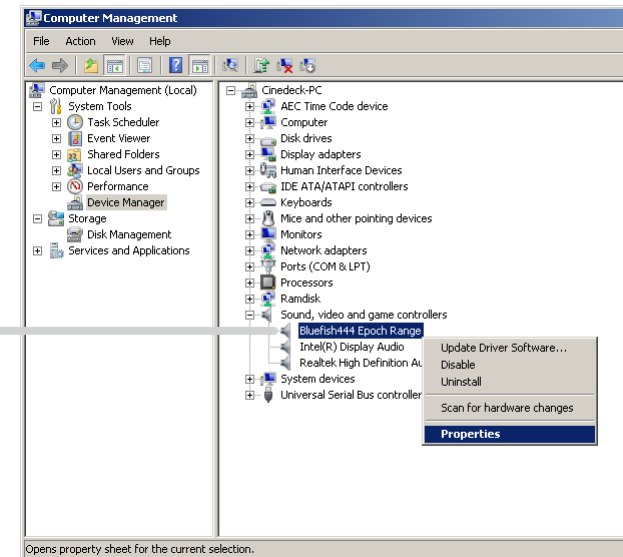 Computer Management
File Action View Help
Computer Management (Local)
System Tools
Task Scheduler
Event Viewer
Shared Folders
Local Users and Groups
Performance
Device Manager
Storage
Disk Management
Services and Applications
Cinedeck-PC
AEC Time Code device
Computer
Disk drives
Display adapters
Human Interface Devices
IDE ATA/ATAPI controllers
Keyboards
Mice and other pointing devices
Monitors
Network adapters
Ports (COM & LPT)
Processors
Ramdisk
Sound, video and game controllers
Bluefish444 Epoch Range
Intel(R) Display Audio
Realtek High Definition Au
System devices
Universal Serial Bus controller
Update Driver Software...
Disable
Uninstall
Scan for hardware changes
Properties
Opens property sheet for the current selection.